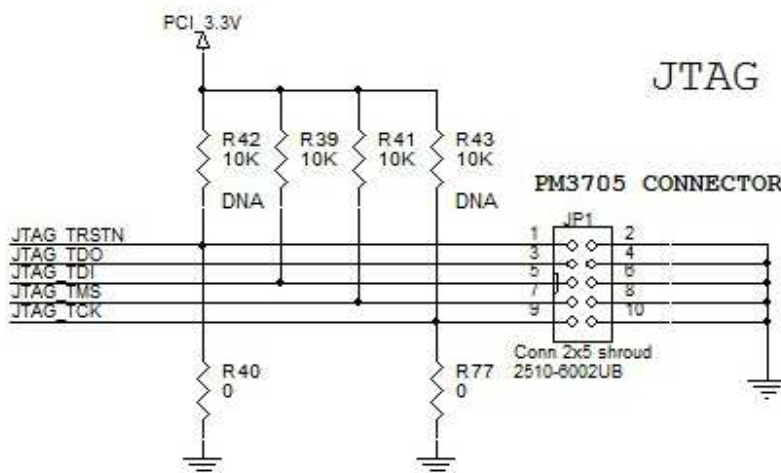 PCI_3.3V
JTAG
R42
10K
DNA
R39
10K
R41
10K
R43
10K
DNA
PM3705 CONNECTOR
JP1
JTAG_TRSTN
JTAG_TDO
JTAG_TDI
JTAG_TMS
JTAG_TCK
1 2
3 4
5 6
7 8
9 10
Conn 2x5 shroud
2510-6002UB
R40
0
R77
0